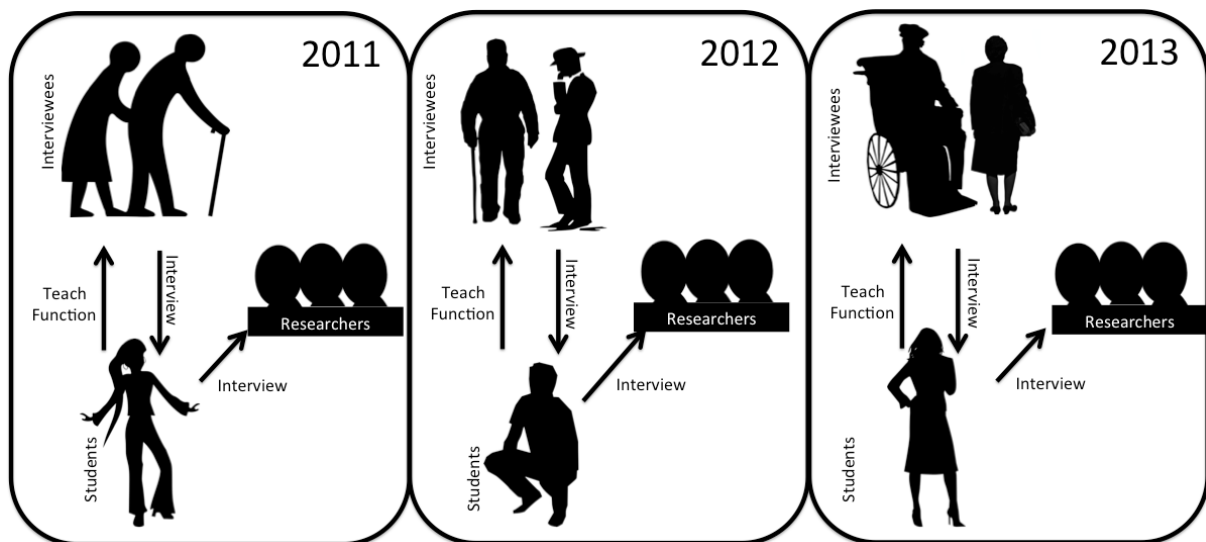 2011
Interviewees
Teach
Function
Interview
Researchers
Interview
Students
2012
Interviewees
Teach
Function
Interview
Researchers
Interview
Students
2013
Interviewees
Teach
Function
Interview
Researchers
Interview
Students